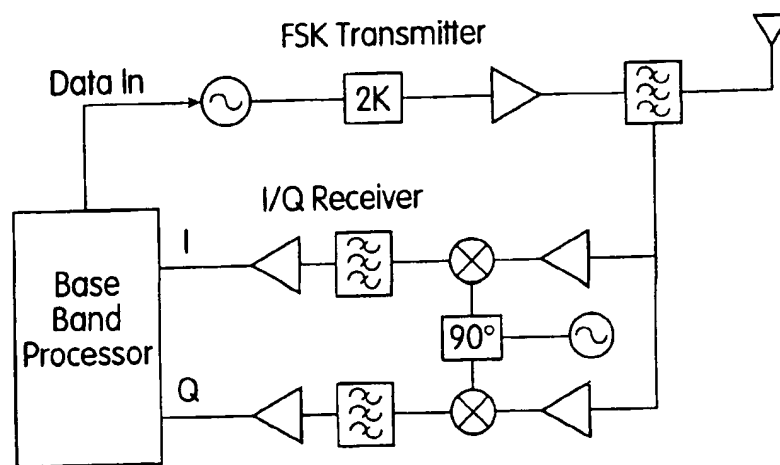 FSK Transmitter
Data In
2K
I/Q Receiver
I
Base
Band
Processor
90°
Q